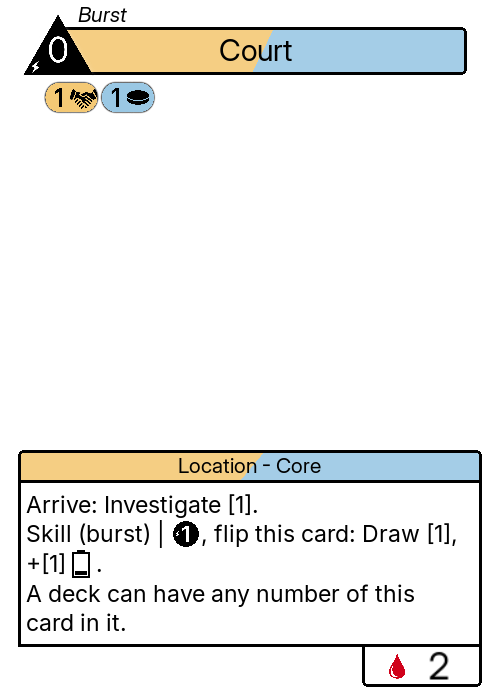 Burst
0 Court
1 1
Location - Core
Arrive: Investigate [1].
Skill (burst) | 1, flip this card: Draw [1],
+[1] .
A deck can have any number of this
card in it.
2